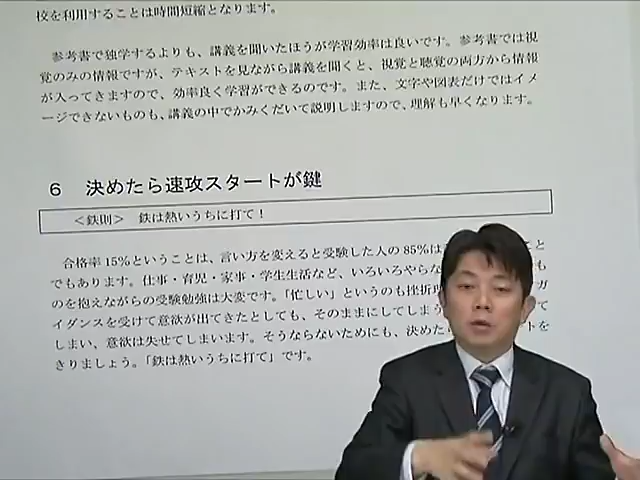 校を利用することは時間短縮となります。
参考書で独学するよりも、講義を聞いたほうが学習効率は良いです。参考書では視
覚のみの情報ですが、テキストを見ながら講義を聞くと、視覚と聴覚の両方から情報
が入ってきますので、効率良く学習ができるのです。また、文字や図表だけではイメ
ージできないものも、講義の中でかみくだいて説明しますので、理解も早くなります。
6 決めたら速攻スタートが鍵
＜鉄則＞ 鉄は熱いうちに打て！
合格率15%ということは、言い方を変えると受験した人の85%は こと
でもあります。仕事・育児・家事・学生生活など、いろいろやらな も
のを抱えながらの受験勉強は大変です。「忙しい」というのも挫折 ガ
イダンスを受けて意欲が出てきたとしても、そのままにしてしま て
しまい、意欲は失せてしまいます。そうならないためにも、決めた トを
きりましょう。「鉄は熱いうちに打て」です。